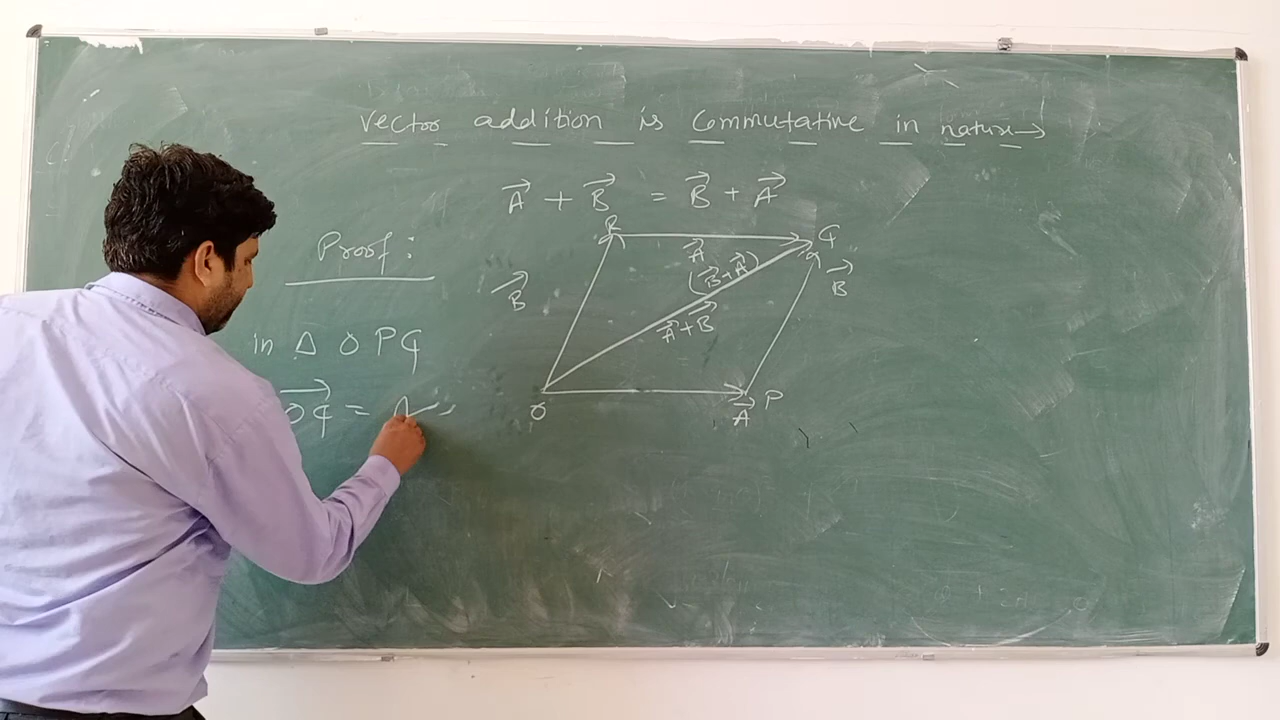 Vector addition is commutative in nature→
A⃗ + B⃗ = B⃗ + A⃗
Proof:
R
Q
A⃗
(B⃗+A⃗)
B⃗
B⃗
A⃗+B⃗
in Δ OPQ
O
A⃗
P
OQ⃗ =